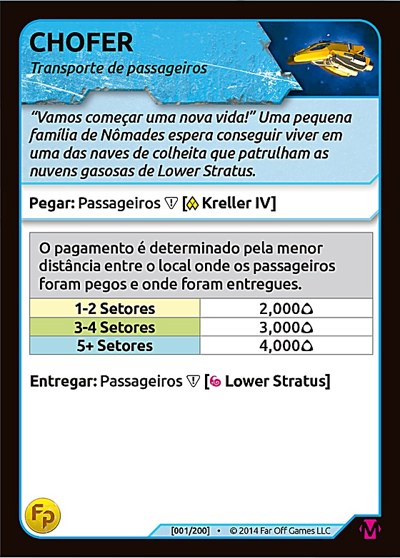 CHOFER
Transporte de passageiros
“Vamos começar uma nova vida!” Uma pequena
família de Nômades espera conseguir viver em
uma das naves de colheita que patrulham as
nuvens gasosas de Lower Stratus.
Pegar: Passageiros [Kreller IV]
O pagamento é determinado pela menor
distância entre o local onde os passageiros
foram pegos e onde foram entregues.
1-2 Setores 2,000
3-4 Setores 3,000
5+ Setores 4,000
Entregar: Passageiros [Lower Stratus]
FP
[001/200] • © 2014 Far Off Games LLC